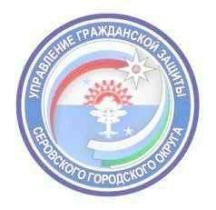 УПРАВЛЕНИЕ ГРАЖДАНСКОЙ ЗАЩИТЫ
СЕРОВСКОГО ГОРОДСКОГО ОКРУГА